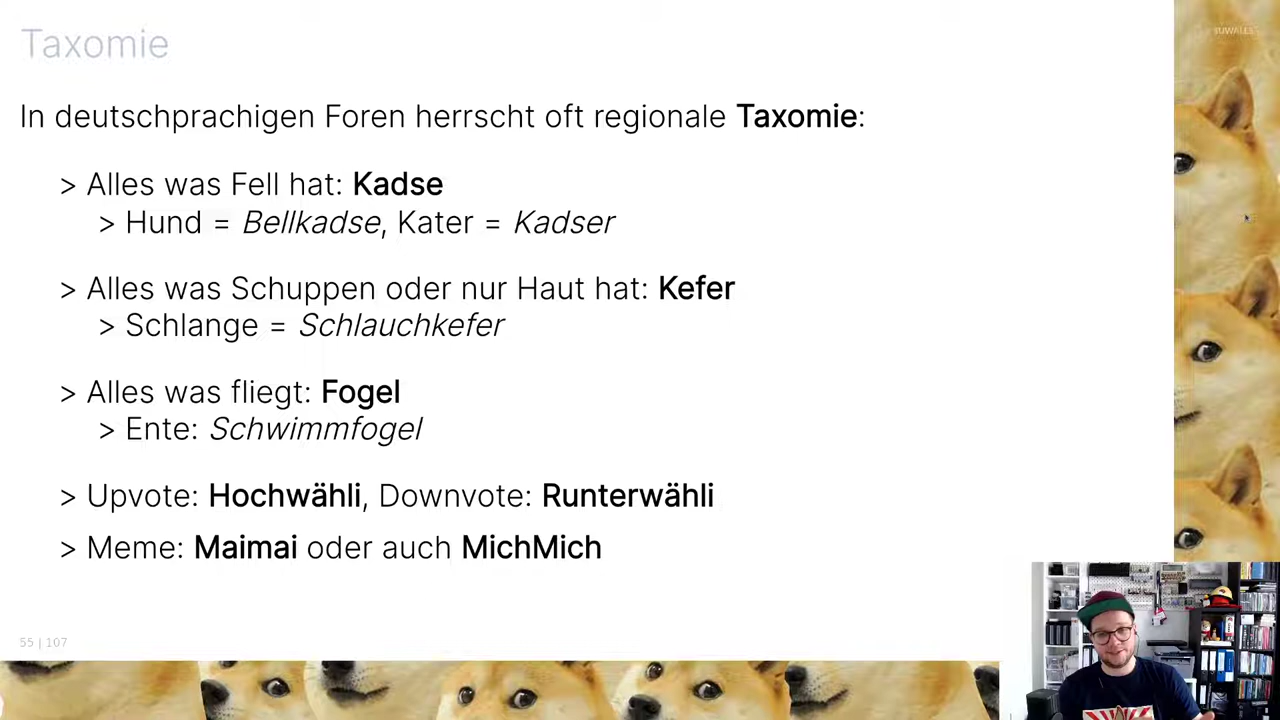 Taxomie
In deutschprachigen Foren herrscht oft regionale Taxomie:
> Alles was Fell hat: Kadse
> Hund = Bellkadse, Kater = Kadser
> Alles was Schuppen oder nur Haut hat: Kefer
> Schlange = Schlauchkefer
> Alles was fliegt: Fogel
> Ente: Schwimmfogel
> Upvote: Hochwähli, Downvote: Runterwähli
> Meme: Maimai oder auch MichMich
55 | 107